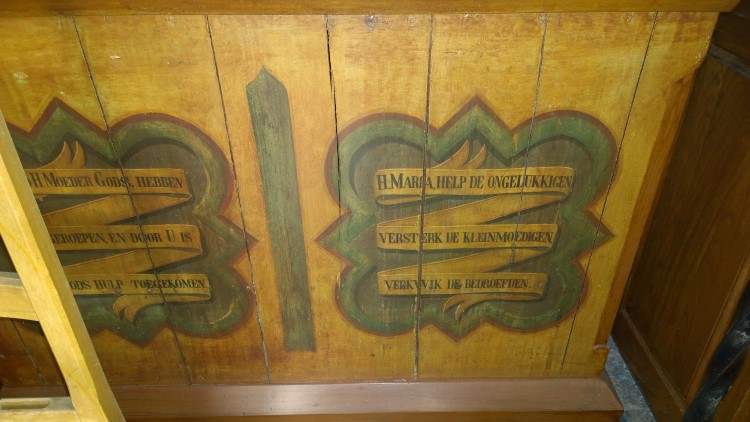 H. MOEDER GODS, HEBBEN
GEROEPEN, EN DOOR U IS
GODS HULP TOEGEKOMEN
H. MARIA, HELP DE ONGELUKKIGEN
VERSTERK DE KLEINMOEDIGEN
VERKWIK DE BEDROEFDEN.